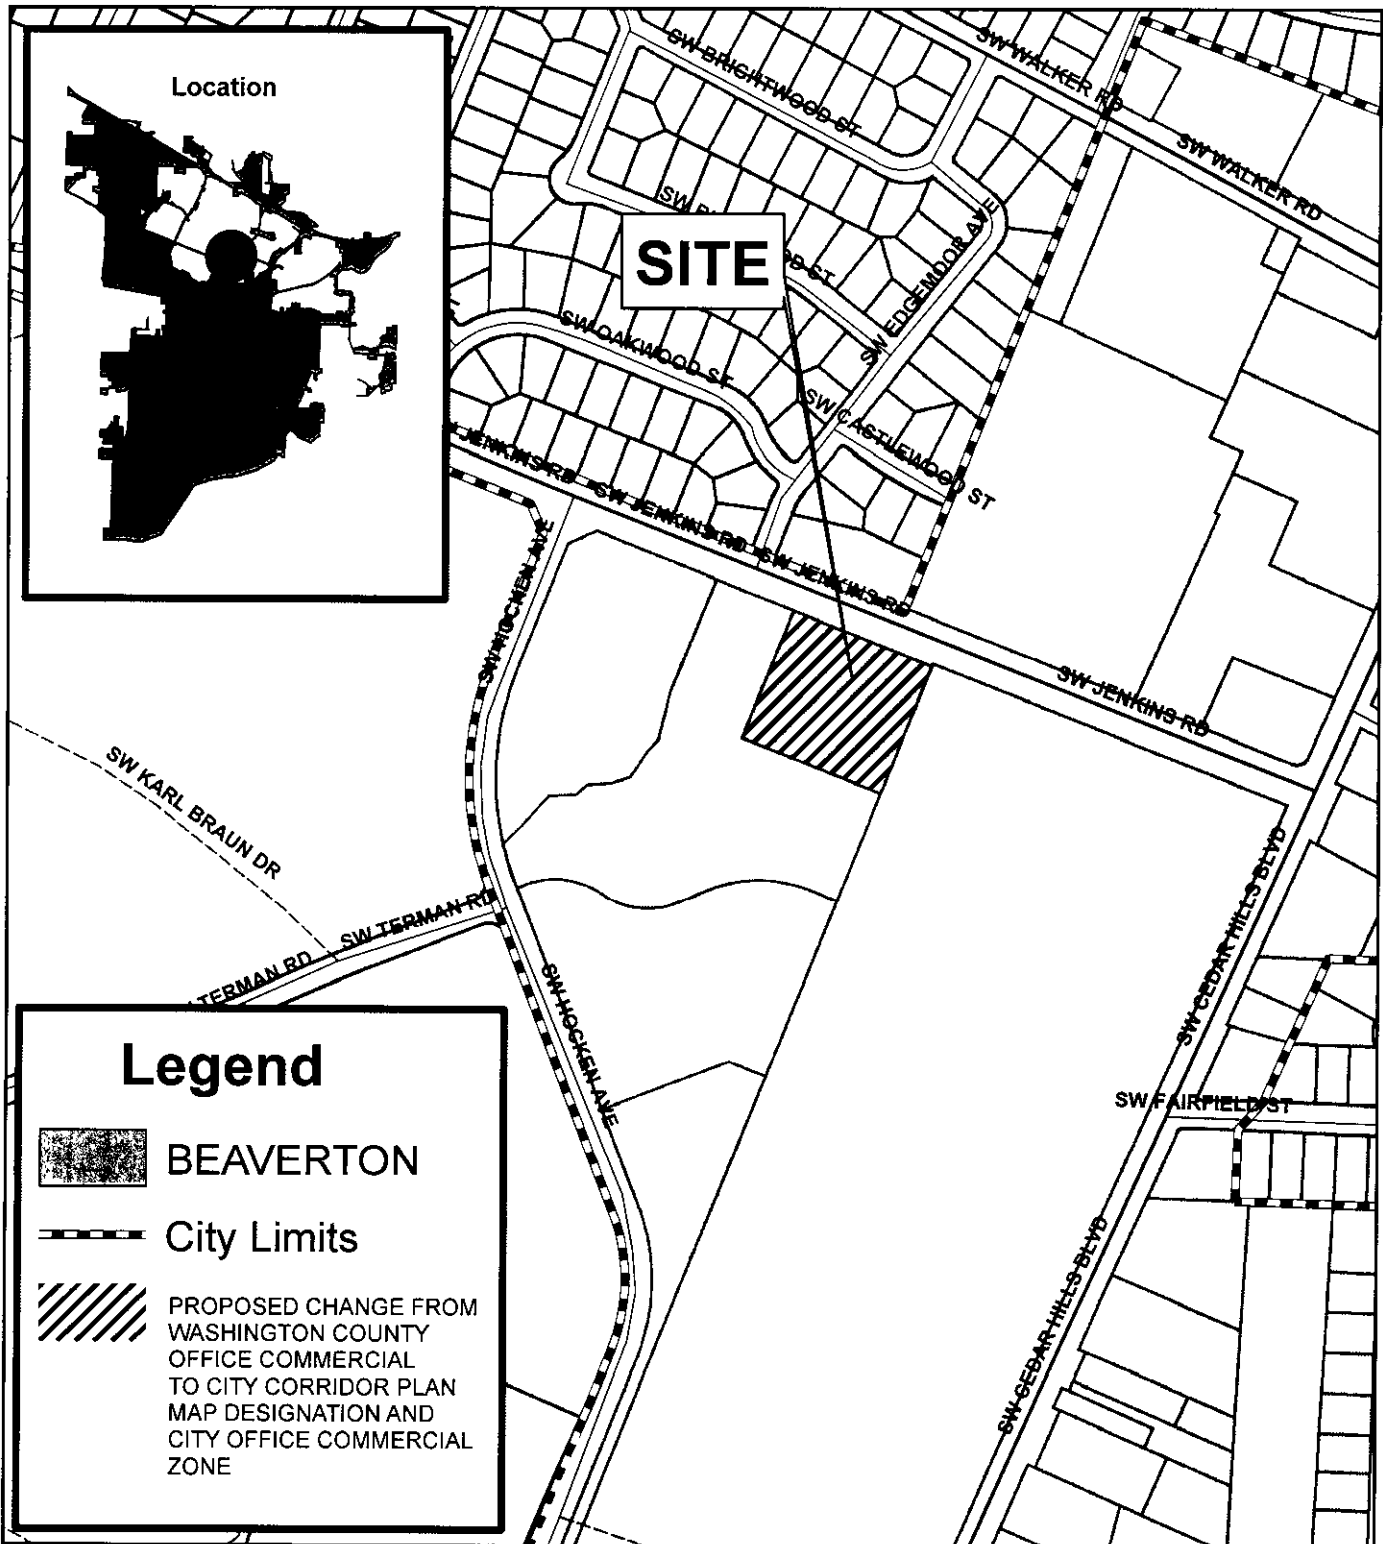 Location
SW WALKER RD
SW BRIGHTWOOD ST
SW WALKER RD
SITE
SW EDGEMOOR AVE
SW OAKWOOD ST
SW CASTLEWOOD ST
JENKINS RD
SW JENKINS RD
SW JENKINS RD
SW HOCKEN AVE
SW JENKINS RD
SW KARL BRAUN DR
SW TERMAN RD
TERMAN RD
SW CEDAR HILLS BLVD
SW HOCKEN AVE
SW FAIRFIELD ST
SW CEDAR HILLS BLVD
Legend
BEAVERTON
City Limits
PROPOSED CHANGE FROM
WASHINGTON COUNTY
OFFICE COMMERCIAL
TO CITY CORRIDOR PLAN
MAP DESIGNATION AND
CITY OFFICE COMMERCIAL
ZONE